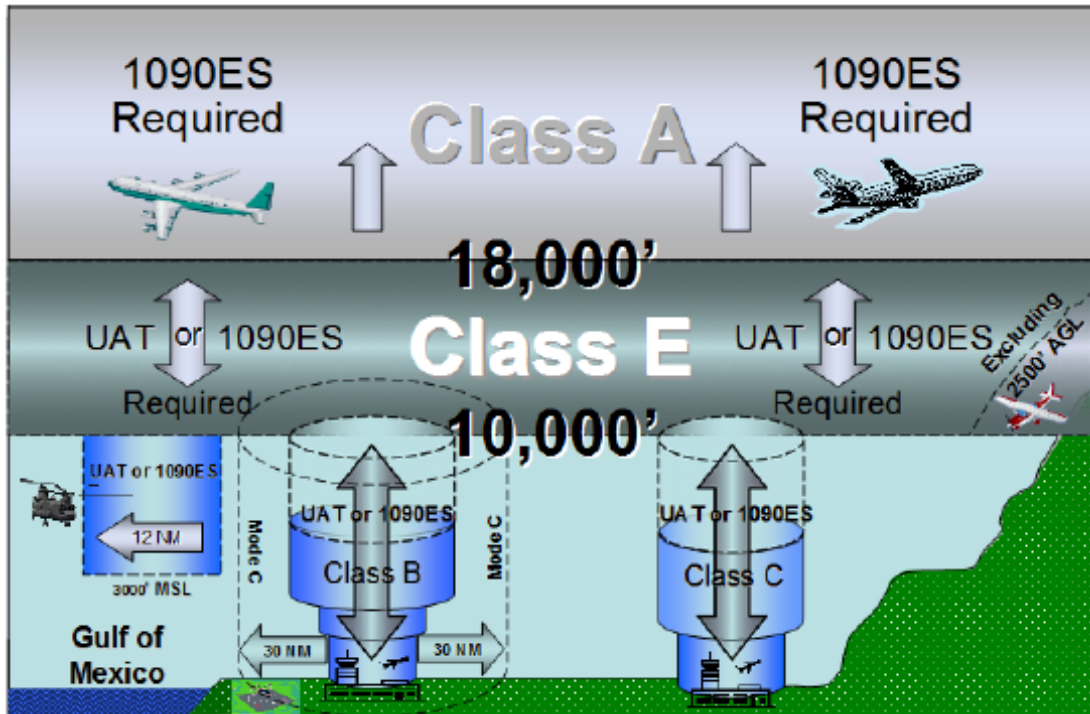 1090ES
Required
Class A
1090ES
Required
18,000'
UAT or 1090ES
Required
Class E
UAT or 1090ES
Required
Excluding
2500' AGL
10,000'
UAT or 1090ES
12 NM
3000' MSL
Gulf of
Mexico
Mode C
UAT or 1090ES
Class B
Mode C
30 NM
30 NM
UAT or 1090ES
Class C